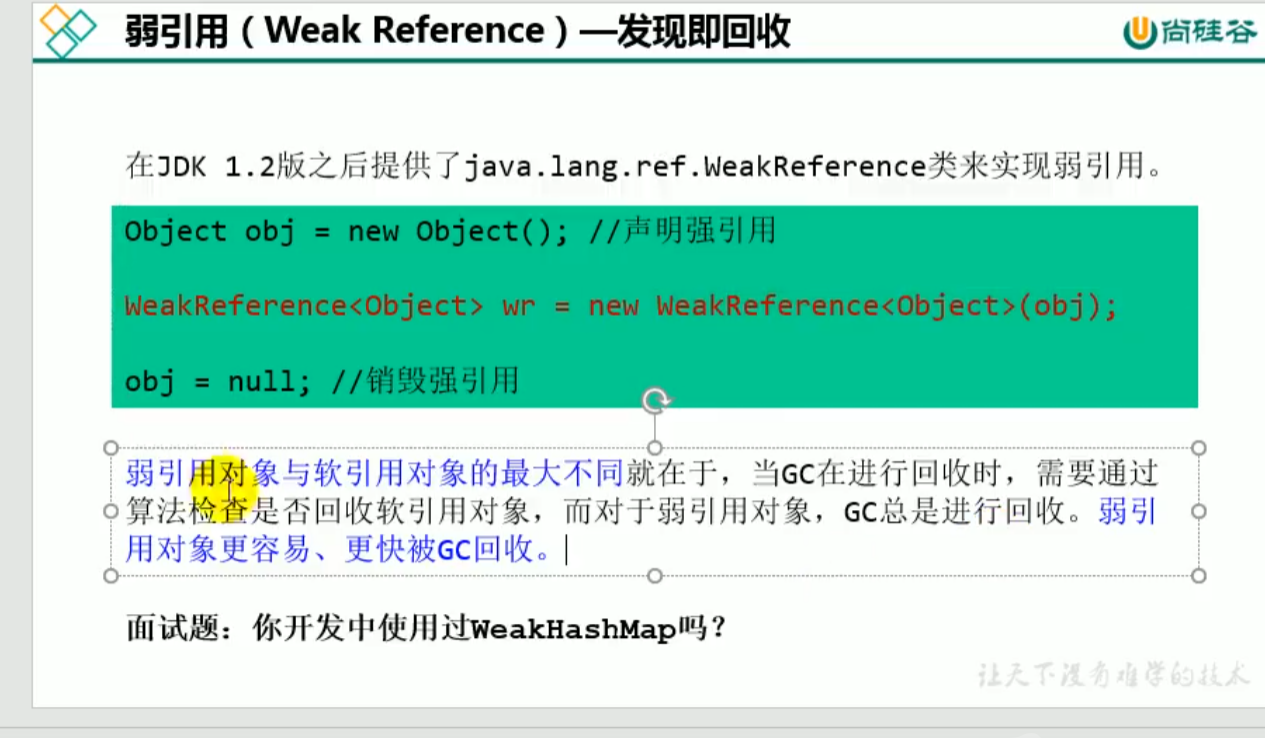 弱引用（Weak Reference）—发现即回收
尚硅谷
在JDK 1.2版之后提供了java.lang.ref.WeakReference类来实现弱引用。
Object obj = new Object(); //声明强引用
WeakReference<Object> wr = new WeakReference<Object>(obj);
obj = null; //销毁强引用
弱引用对象与软引用对象的最大不同就在于，当GC在进行回收时，需要通过
算法检查是否回收软引用对象，而对于弱引用对象，GC总是进行回收。弱引
用对象更容易、更快被GC回收。
面试题：你开发中使用过WeakHashMap吗？
让天下没有难学的技术